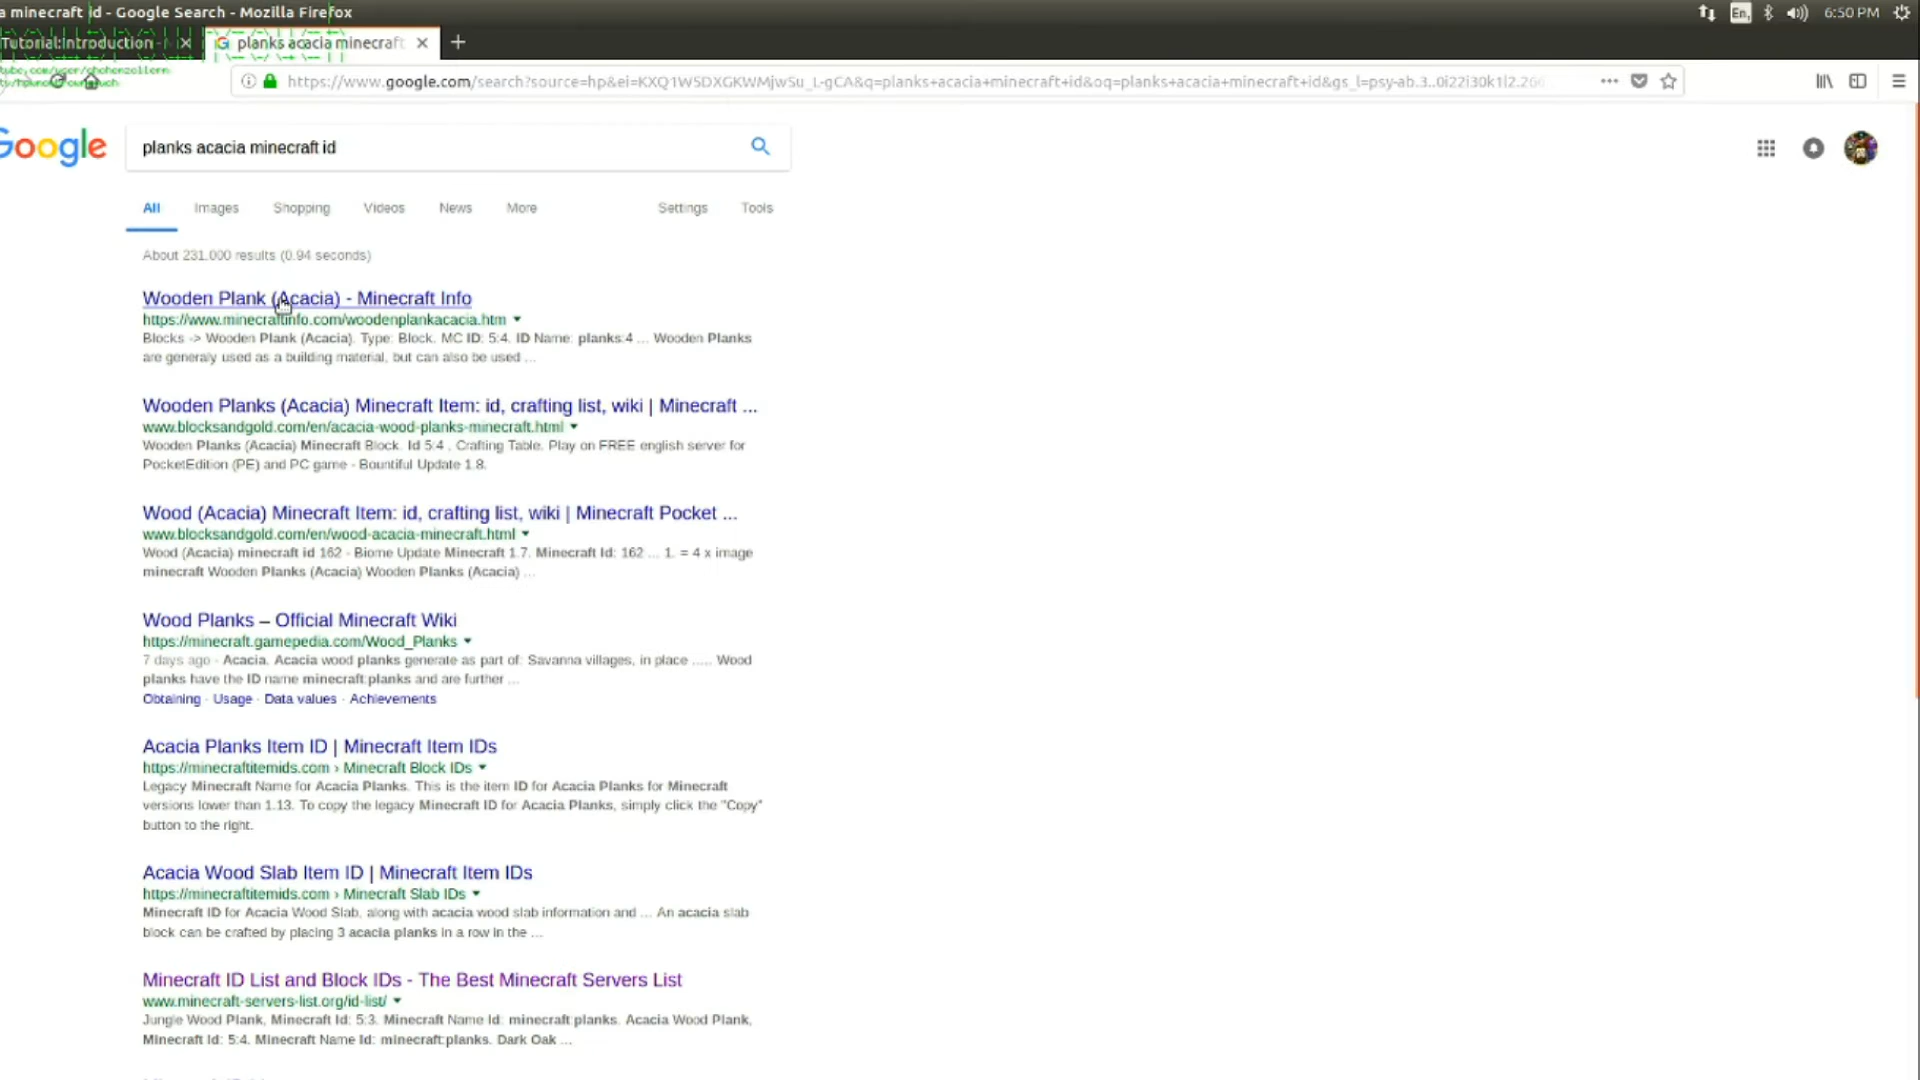 a minecraft id - Google Search - Mozilla Firefox
En
6:50 PM
Tutorial:Introduction -
planks acacia minecraft
https://www.google.com/search?source=hp&ei=KXQ1W5DXGKWMjwSu_L-gCA&q=planks+acacia+minecraft+id&oq=planks+acacia+minecraft+id&gs_l=psy-ab.3..0i22i30k1l2.266
Google
planks acacia minecraft id
All Images Shopping Videos News More Settings Tools
About 231,000 results (0.94 seconds)
Wooden Plank (Acacia) - Minecraft Info
https://www.minecraftinfo.com/woodenplankacacia.htm
Blocks -> Wooden Plank (Acacia). Type: Block. MC ID: 5:4. ID Name: planks:4 ... Wooden Planks
are generaly used as a building material, but can also be used ...
Wooden Planks (Acacia) Minecraft Item: id, crafting list, wiki | Minecraft ...
www.blocksandgold.com/en/acacia-wood-planks-minecraft.html
Wooden Planks (Acacia) Minecraft Block. Id 5:4 , Crafting Table. Play on FREE english server for
PocketEdition (PE) and PC game - Bountiful Update 1.8.
Wood (Acacia) Minecraft Item: id, crafting list, wiki | Minecraft Pocket ...
www.blocksandgold.com/en/wood-acacia-minecraft.html
Wood (Acacia) minecraft id 162 - Biome Update Minecraft 1.7. Minecraft Id: 162 ... 1. = 4 x image
minecraft Wooden Planks (Acacia) Wooden Planks (Acacia) ...
Wood Planks – Official Minecraft Wiki
https://minecraft.gamepedia.com/Wood_Planks
7 days ago - Acacia. Acacia wood planks generate as part of: Savanna villages, in place ..... Wood
planks have the ID name minecraft:planks and are further ...
Obtaining · Usage · Data values · Achievements
Acacia Planks Item ID | Minecraft Item IDs
https://minecraftitemids.com › Minecraft Block IDs
Legacy Minecraft Name for Acacia Planks. This is the item ID for Acacia Planks for Minecraft
versions lower than 1.13. To copy the legacy Minecraft ID for Acacia Planks, simply click the "Copy"
button to the right.
Acacia Wood Slab Item ID | Minecraft Item IDs
https://minecraftitemids.com › Minecraft Slab IDs
Minecraft ID for Acacia Wood Slab, along with acacia wood slab information and ... An acacia slab
block can be crafted by placing 3 acacia planks in a row in the ...
Minecraft ID List and Block IDs - The Best Minecraft Servers List
www.minecraft-servers-list.org/id-list/
Jungle Wood Plank, Minecraft Id: 5:3. Minecraft Name Id: minecraft:planks. Acacia Wood Plank,
Minecraft Id: 5:4. Minecraft Name Id: minecraft:planks. Dark Oak ...